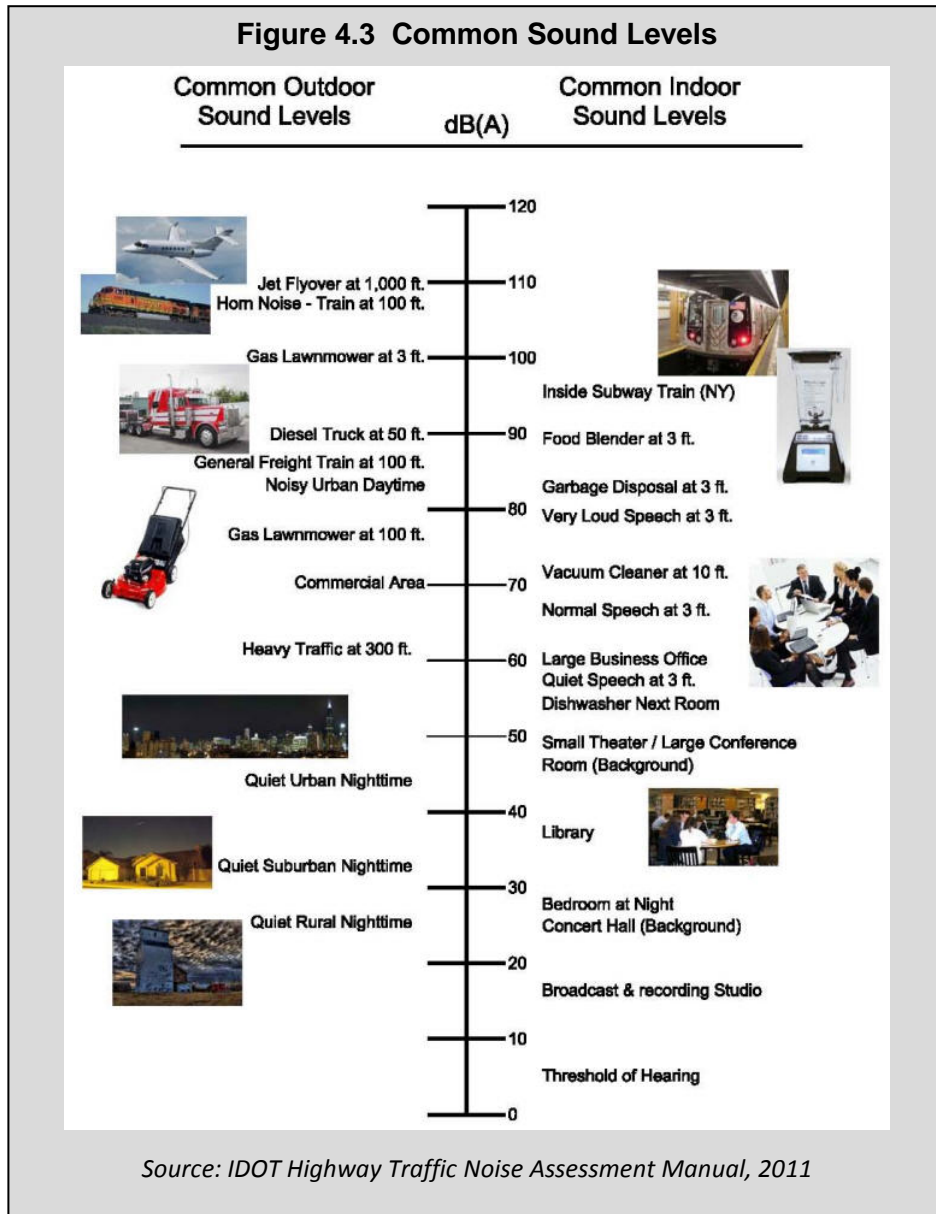 Figure 4.3  Common Sound Levels
Common Outdoor
Sound Levels
dB(A)
Common Indoor
Sound Levels
120
Jet Flyover at 1,000 ft.
110
Horn Noise - Train at 100 ft.
Gas Lawnmower at 3 ft.
100
Inside Subway Train (NY)
Diesel Truck at 50 ft.
90
Food Blender at 3 ft.
General Freight Train at 100 ft.
Noisy Urban Daytime
Garbage Disposal at 3 ft.
80
Very Loud Speech at 3 ft.
Gas Lawnmower at 100 ft.
Vacuum Cleaner at 10 ft.
Commercial Area
70
Normal Speech at 3 ft.
Heavy Traffic at 300 ft.
60
Large Business Office
Quiet Speech at 3 ft.
Dishwasher Next Room
50
Small Theater / Large Conference
Room (Background)
Quiet Urban Nighttime
40
Library
Quiet Suburban Nighttime
30
Bedroom at Night
Quiet Rural Nighttime
Concert Hall (Background)
20
Broadcast & recording Studio
10
Threshold of Hearing
0
Source: IDOT Highway Traffic Noise Assessment Manual, 2011